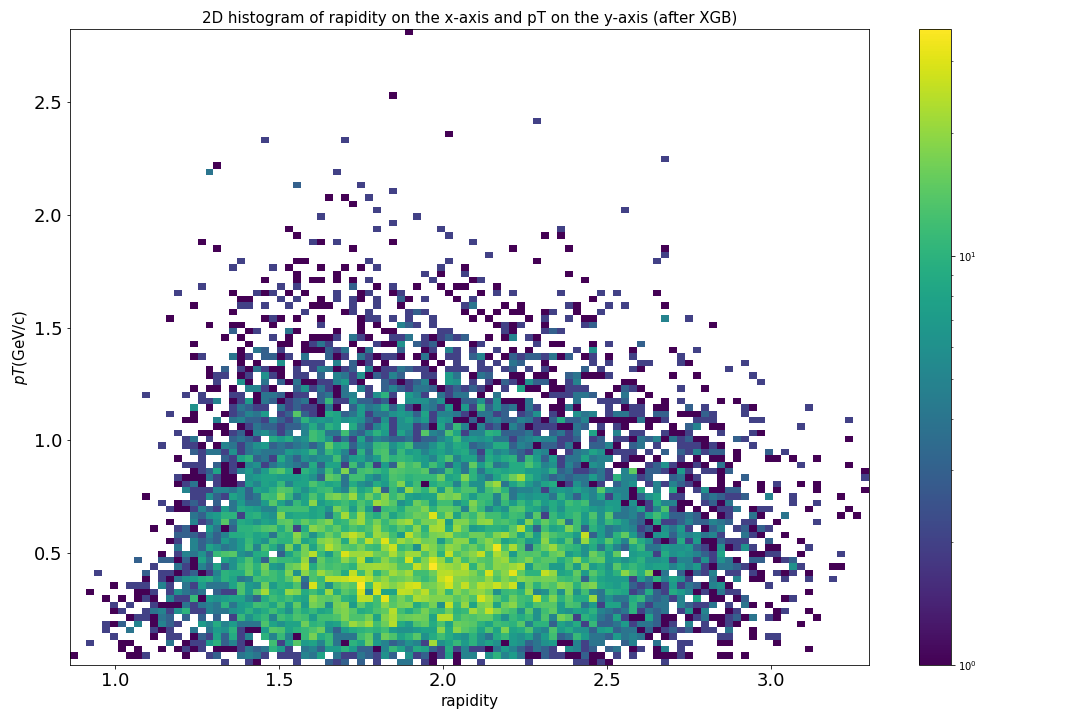 2D histogram of rapidity on the x-axis and pT on the y-axis (after XGB)
pT(GeV/c)
2.5
2.0
1.5
1.0
0.5
1.0 1.5 2.0 2.5 3.0
rapidity
10¹
10⁰